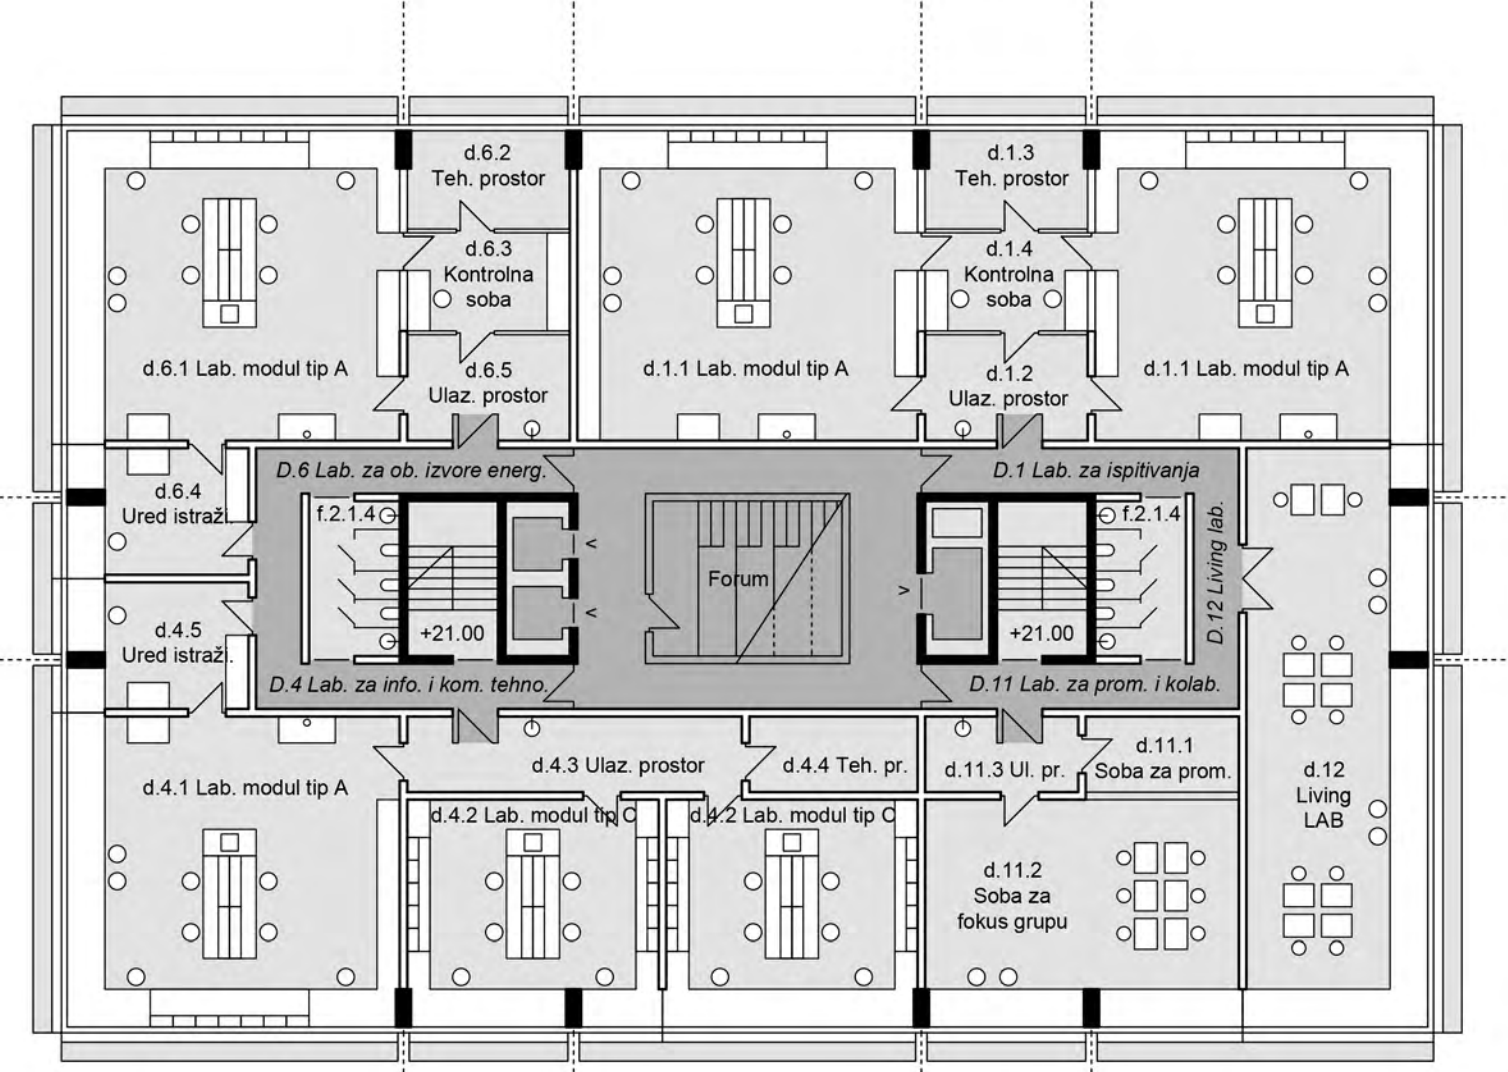 d.6.2
Teh. prostor
d.1.3
Teh. prostor
d.6.3
Kontrolna
soba
d.1.4
Kontrolna
soba
d.6.1 Lab. modul tip A
d.6.5
Ulaz. prostor
d.1.1 Lab. modul tip A
d.1.2
Ulaz. prostor
d.1.1 Lab. modul tip A
D.6 Lab. za ob. izvore energ.
D.1 Lab. za ispitivanja
d.6.4
Ured istraži.
f.2.1.4
f.2.1.4
D.12 Living lab.
Forum
<
<
>
d.4.5
Ured istraži.
+21.00
+21.00
D.4 Lab. za info. i kom. tehno.
D.11 Lab. za prom. i kolab.
d.4.1 Lab. modul tip A
d.4.3 Ulaz. prostor
d.4.4 Teh. pr.
d.11.3 Ul. pr.
d.11.1
Soba za prom.
d.12
Living
LAB
d.4.2 Lab. modul tip C
d.4.2 Lab. modul tip C
d.11.2
Soba za
fokus grupu